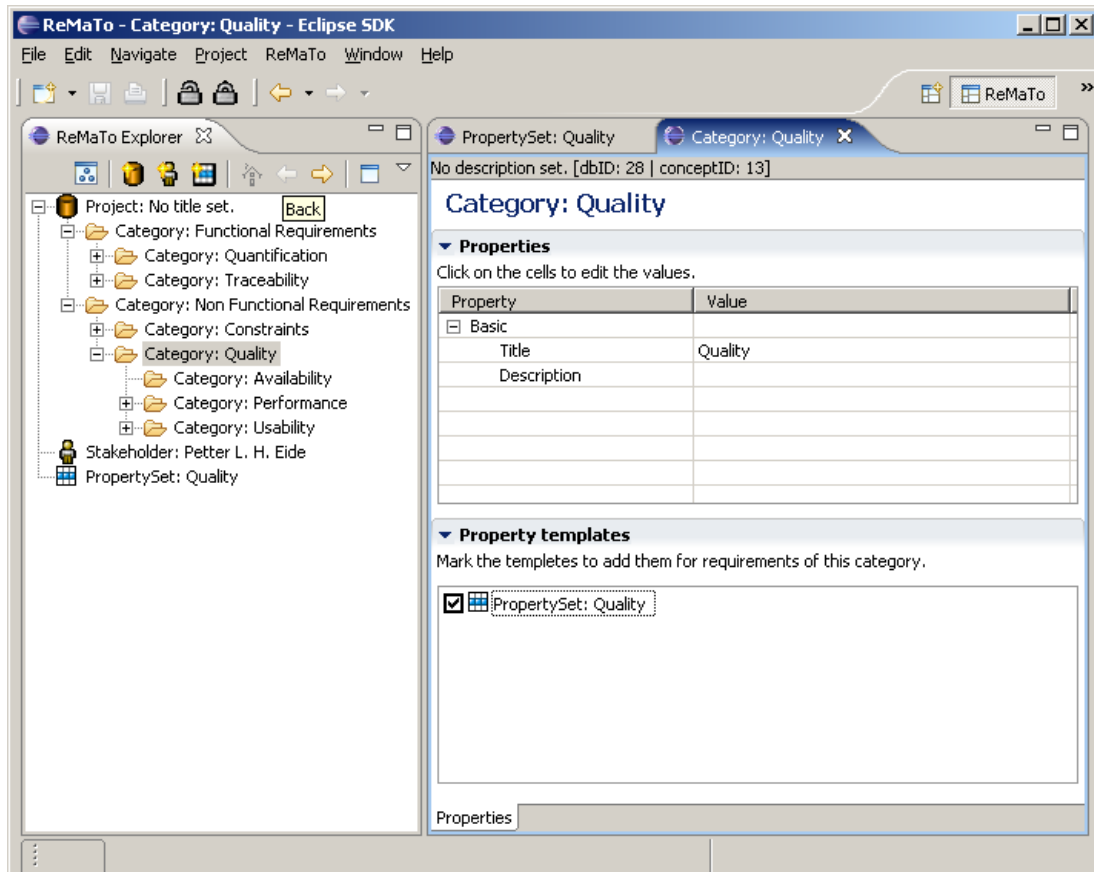 ReMaTo - Category: Quality - Eclipse SDK
File Edit Navigate Project ReMaTo Window Help
ReMaTo
ReMaTo Explorer
Back
Project: No title set.
Category: Functional Requirements
Category: Quantification
Category: Traceability
Category: Non Functional Requirements
Category: Constraints
Category: Quality
Category: Availability
Category: Performance
Category: Usability
Stakeholder: Petter L. H. Eide
PropertySet: Quality
PropertySet: Quality Category: Quality
No description set. [dbID: 28 | conceptID: 13]
Category: Quality
Properties
Click on the cells to edit the values.
Property Value
Basic
Title Quality
Description
Property templates
Mark the templetes to add them for requirements of this category.
PropertySet: Quality
Properties